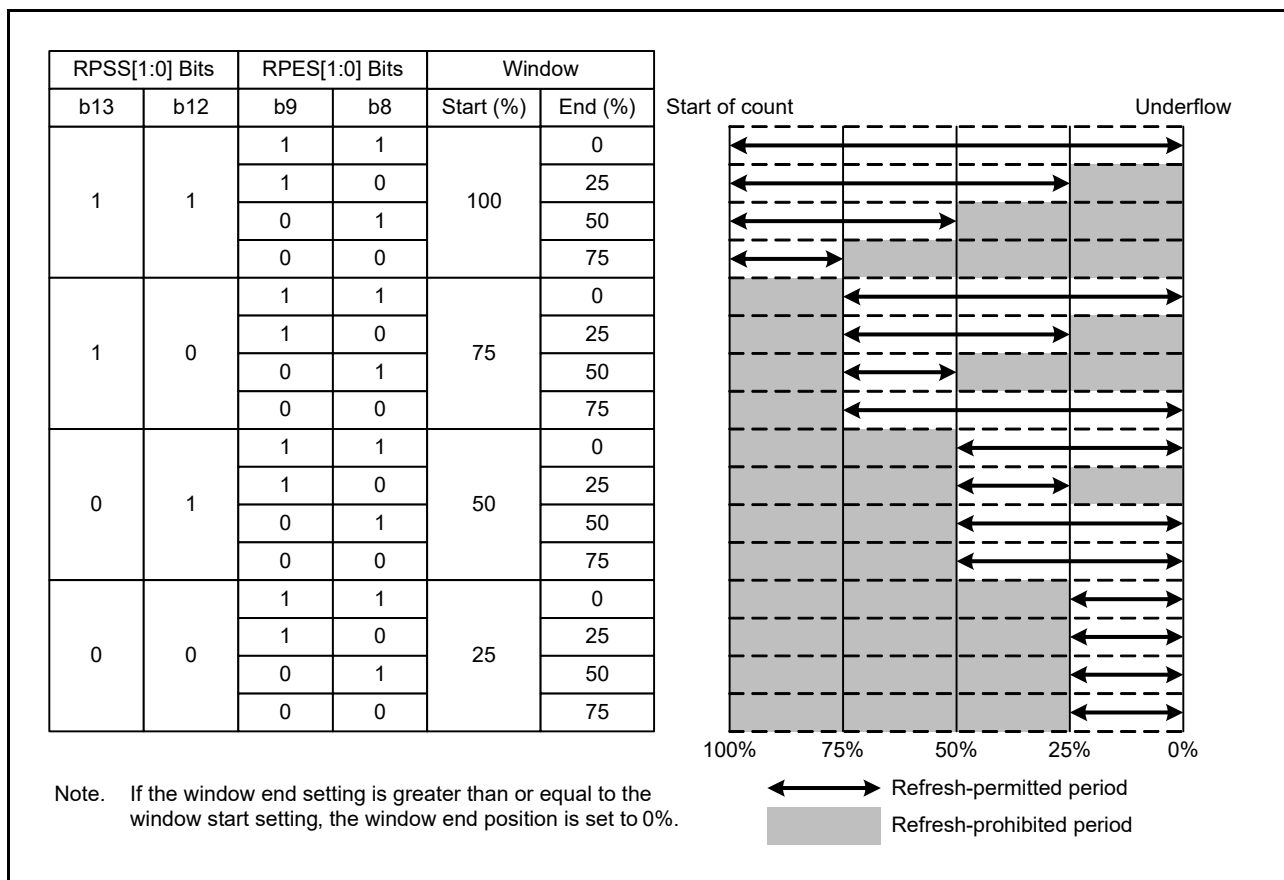 RPSS[1:0] Bits RPES[1:0] Bits Window
b13 b12 b9 b8 Start (%) End (%)
1 1 1 1 100 0
1 0 25
0 1 50
0 0 75
1 0 1 1 75 0
1 0 25
0 1 50
0 0 75
0 1 1 1 50 0
1 0 25
0 1 50
0 0 75
0 0 1 1 25 0
1 0 25
0 1 50
0 0 75
Start of count Underflow
100% 75% 50% 25% 0%
Refresh-permitted period
Refresh-prohibited period
Note. If the window end setting is greater than or equal to the
window start setting, the window end position is set to 0%.